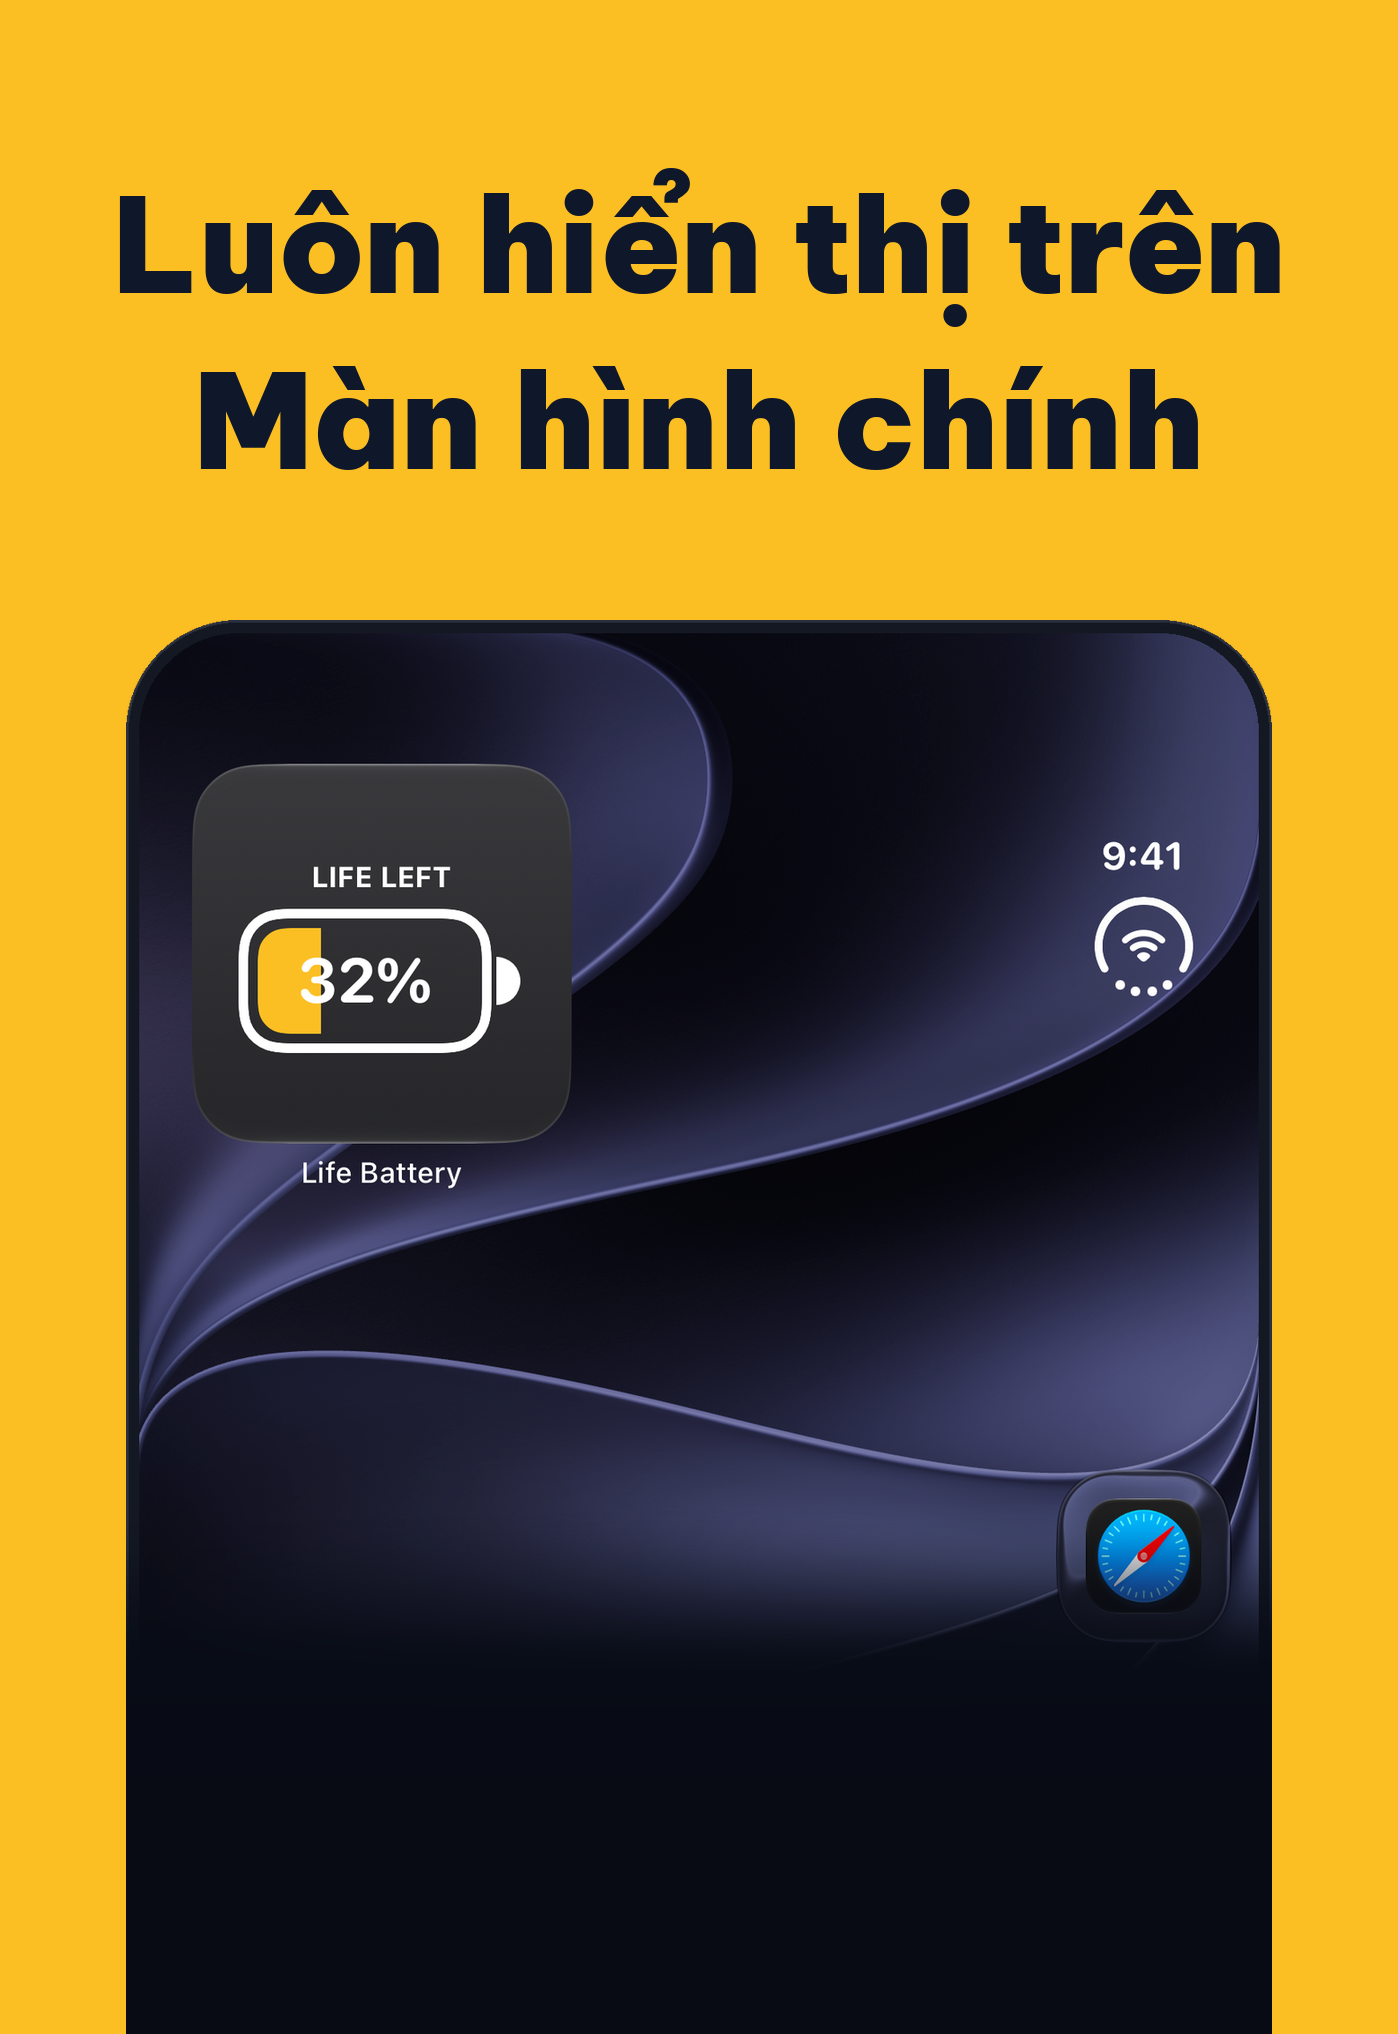 Luôn hiển thị trên
Màn hình chính
LIFE LEFT
32%
Life Battery
9:41